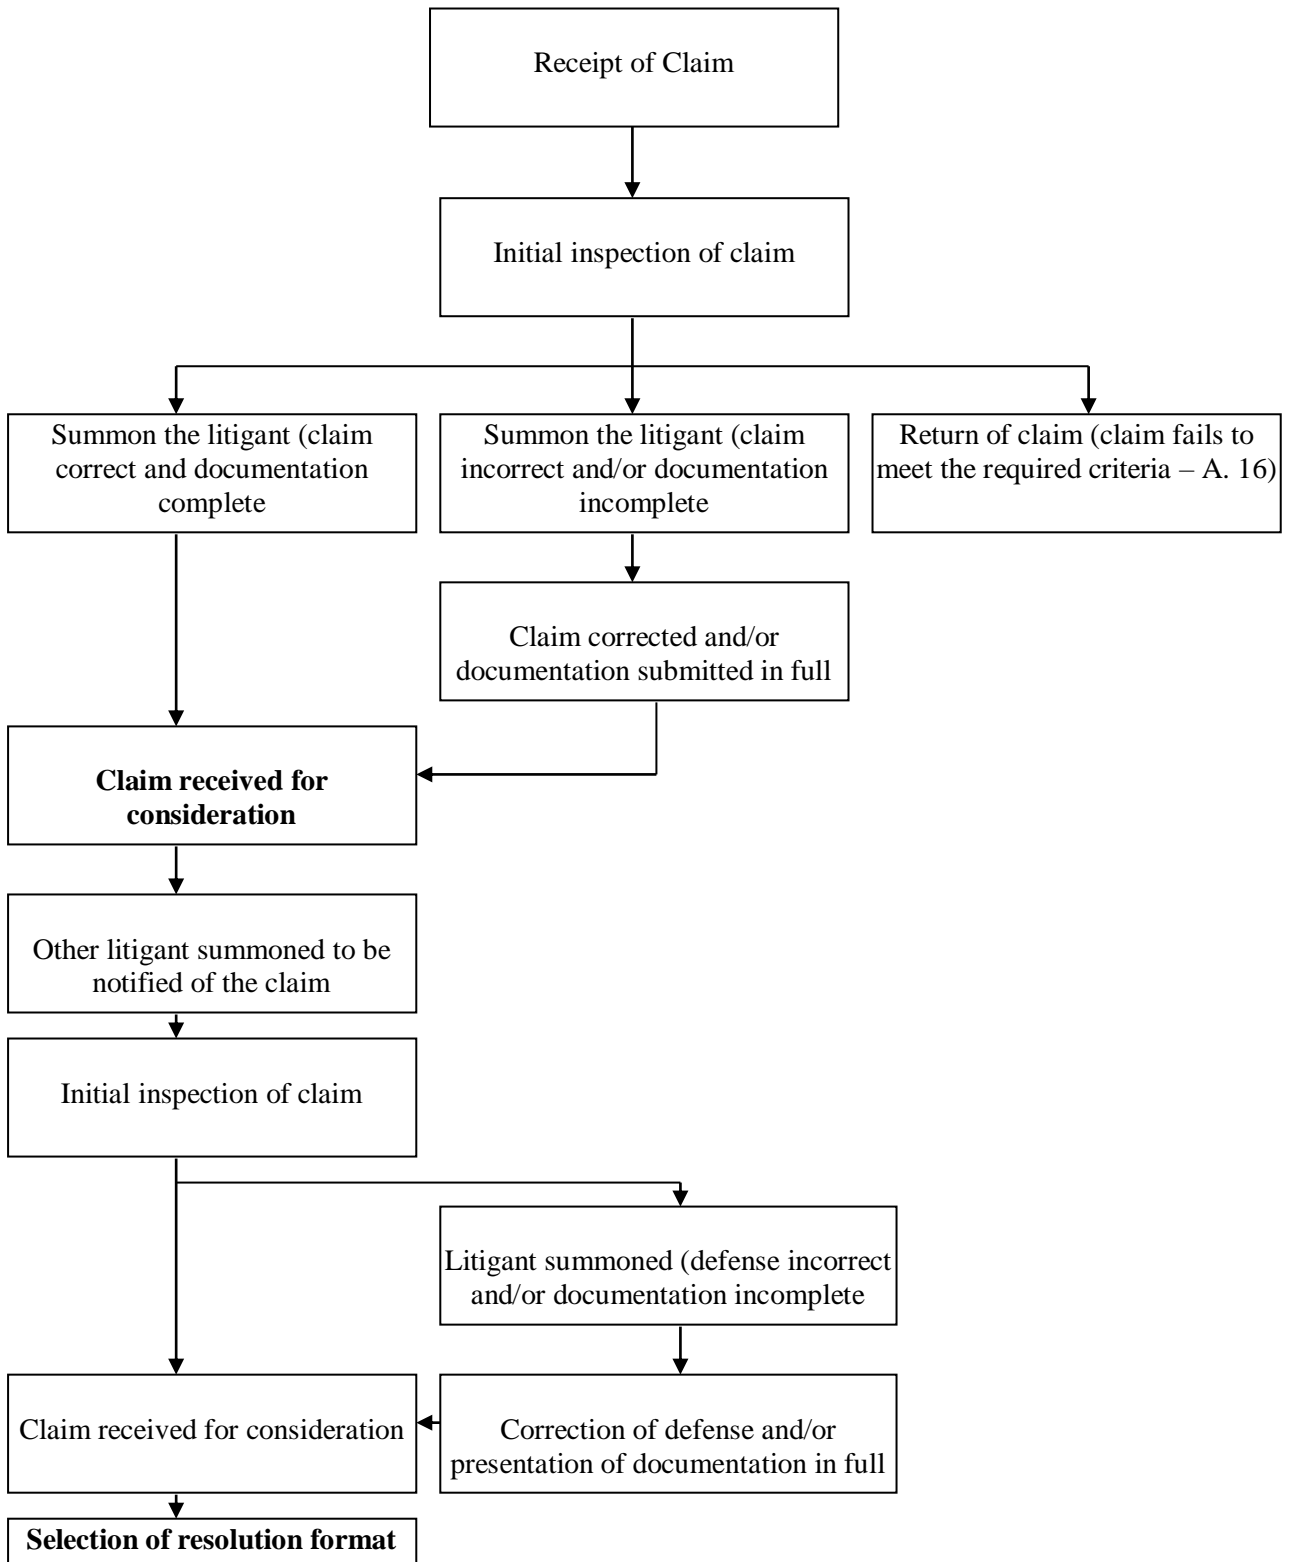 Receipt of Claim
Initial inspection of claim
Summon the litigant (claim
correct and documentation
complete
Summon the litigant (claim
incorrect and/or documentation
incomplete
Return of claim (claim fails to
meet the required criteria – A. 16)
Claim corrected and/or
documentation submitted in full
Claim received for
consideration
Other litigant summoned to be
notified of the claim
Initial inspection of claim
Litigant summoned (defense incorrect
and/or documentation incomplete
Claim received for consideration
Correction of defense and/or
presentation of documentation in full
Selection of resolution format